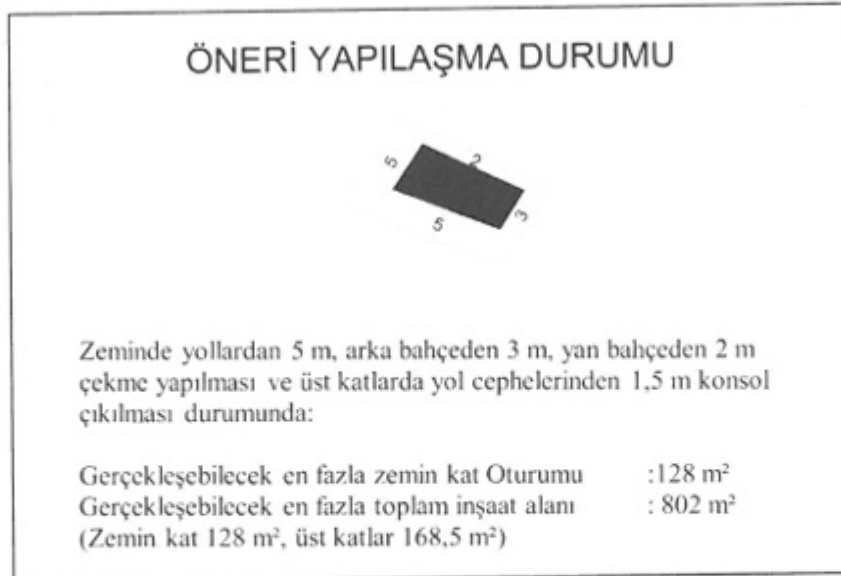 ÖNERİ YAPILAŞMA DURUMU
5
2
5
3
Zeminde yollardan 5 m, arka bahçeden 3 m, yan bahçeden 2 m
çekme yapılması ve üst katlarda yol cephelerinden 1,5 m konsol
çıkılması durumunda:
Gerçekleşebilecek en fazla zemin kat Oturumu :128 m²
Gerçekleşebilecek en fazla toplam inşaat alanı : 802 m²
(Zemin kat 128 m², üst katlar 168,5 m²)